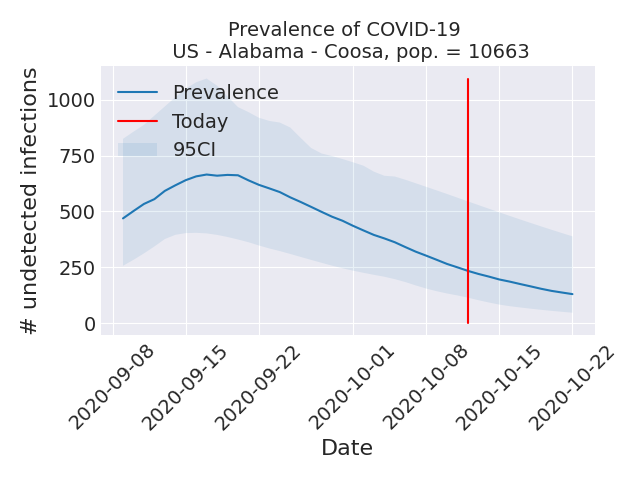 Prevalence of COVID-19
US - Alabama - Coosa, pop. = 10663
# undetected infections
1000
750
500
250
0
Prevalence
Today
95CI
2020-09-08
2020-09-15
2020-09-22
2020-10-01
2020-10-08
2020-10-15
2020-10-22
Date